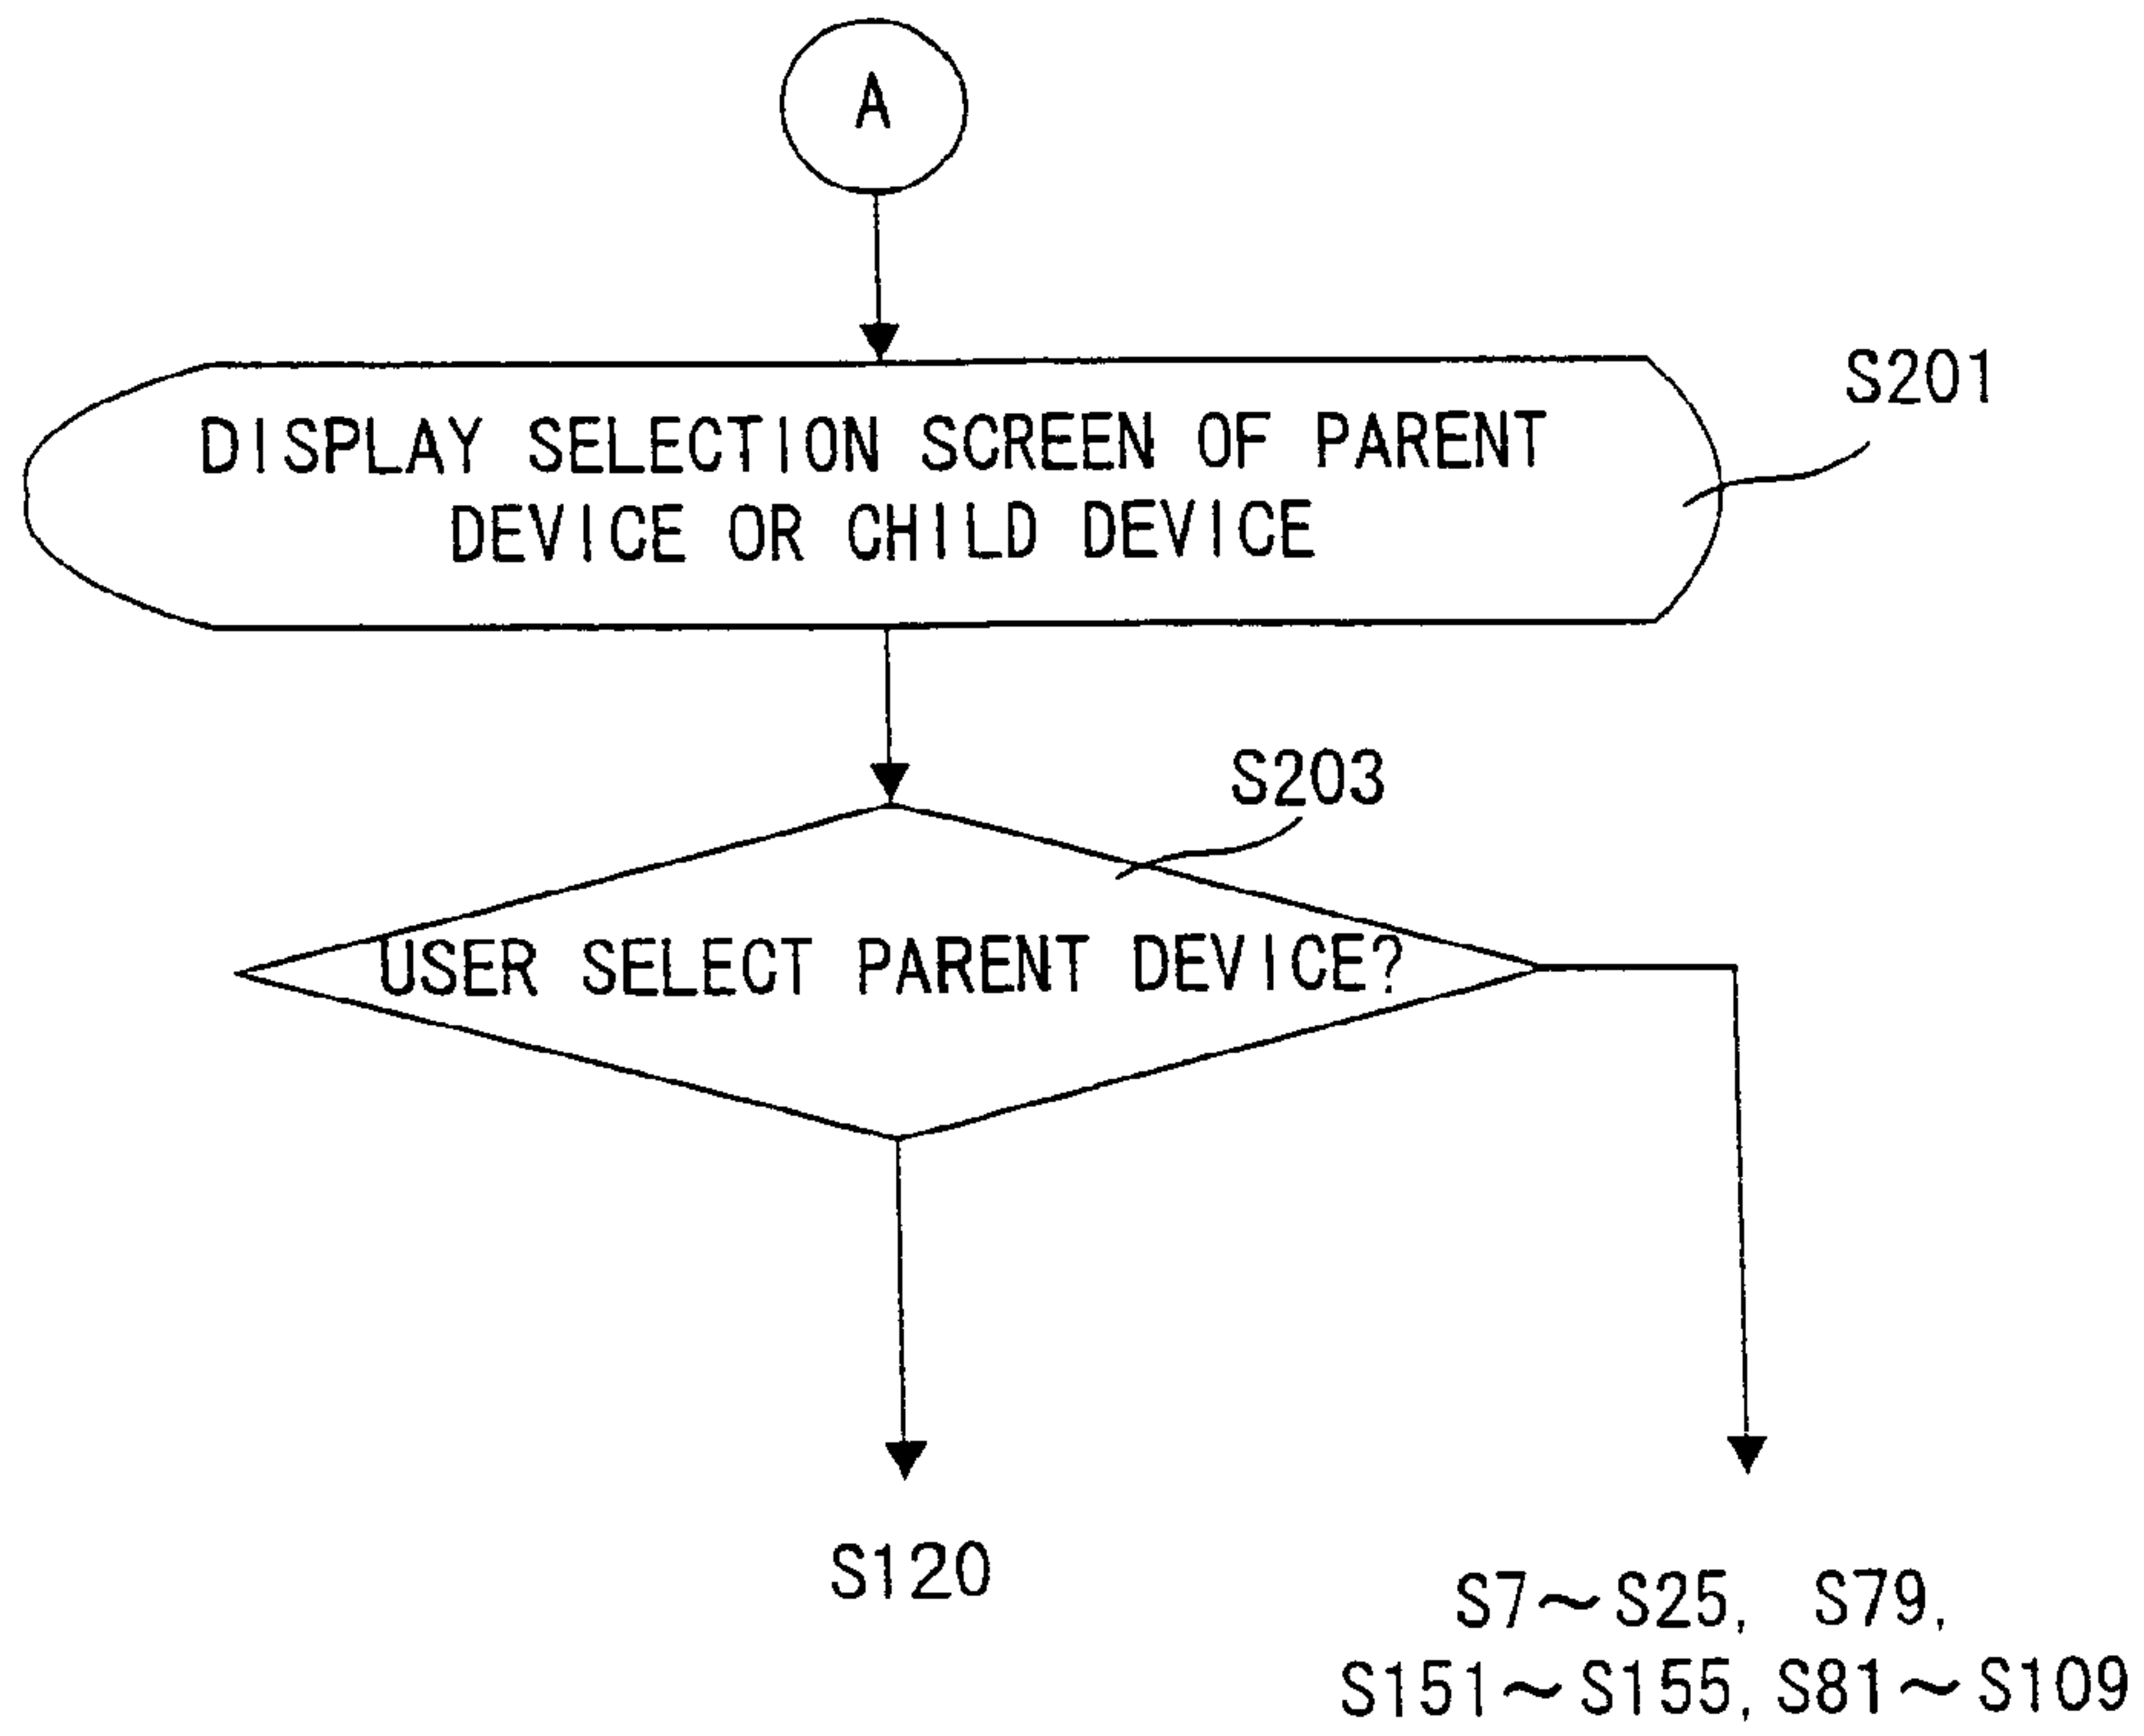 A
S201
DISPLAY SELECTION SCREEN OF PARENT
DEVICE OR CHILD DEVICE
S203
USER SELECT PARENT DEVICE?
S120
S7～S25, S79,
S151～S155, S81～S109